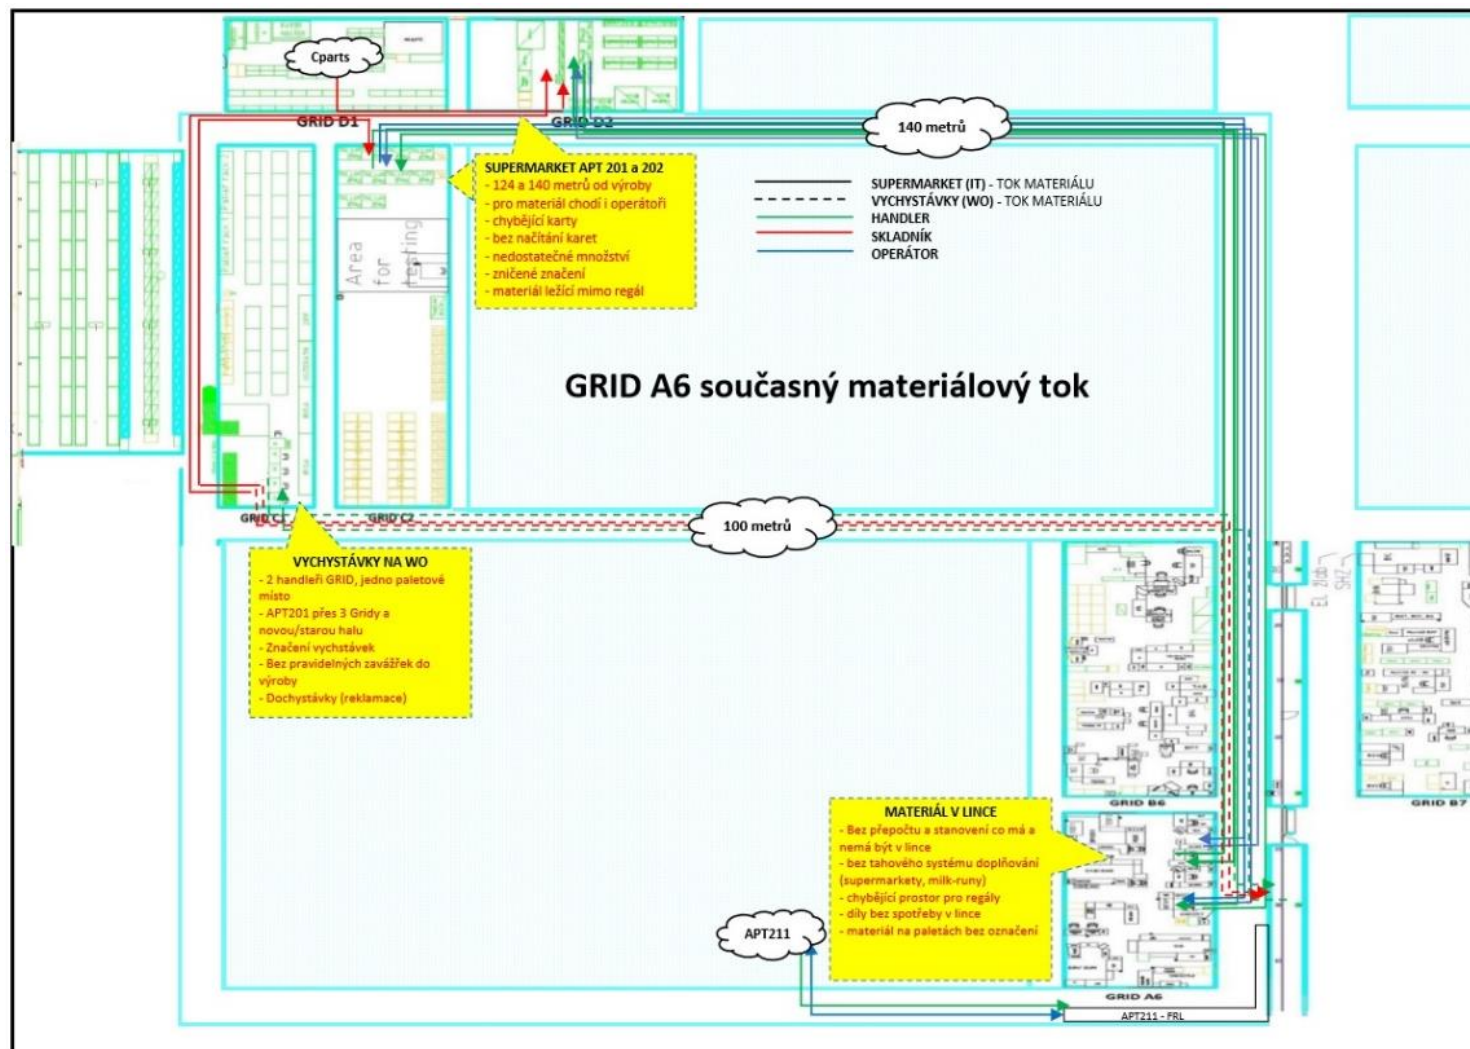 Cparts
GRID D1
GRID D2
140 metrů
SUPERMARKET APT 201 a 202
- 124 a 140 metrů od výroby
- pro materiál chodí i operátoři
- chybějící karty
- bez načítání karet
- nedostatečné množství
- zničené značení
- materiál ležící mimo regál
SUPERMARKET (IT) - TOK MATERIÁLU
VYCHYSTÁVKY (WO) - TOK MATERIÁLU
HANDLER
SKLADNÍK
OPERÁTOR
Area
for
testing
GRID A6 současný materiálový tok
GRID C1
GRID C2
100 metrů
VYCHYSTÁVKY NA WO
- 2 handleři GRID, jedno paletové
místo
- APT201 přes 3 Gridy a
novou/starou halu
- Značení vychstávek
- Bez pravidelných zavážřek do
výroby
- Dochystávky (reklamace)
EL žlab
SHZ
GRID B6
GRID B7
MATERIÁL V LINCE
- Bez přepočtu a stanovení co má a
nemá být v lince
- bez tahového systému doplňování
(supermarkety, milk-runy)
- chybějící prostor pro regály
- díly bez spotřeby v lince
- materiál na paletách bez označení
APT211
GRID A6
APT211 - FRL